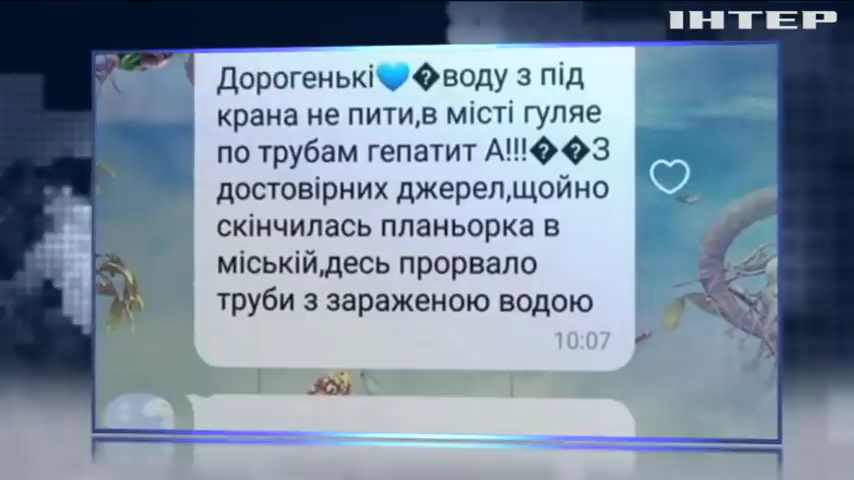 ІНТЕР
Дорогенькі💙�воду з під
крана не пити,в місті гуляє
по трубам гепатит А!!!��З
достовірних джерел,щойно
скінчилась планьорка в
міській,десь прорвало
труби з зараженою водою
10:07